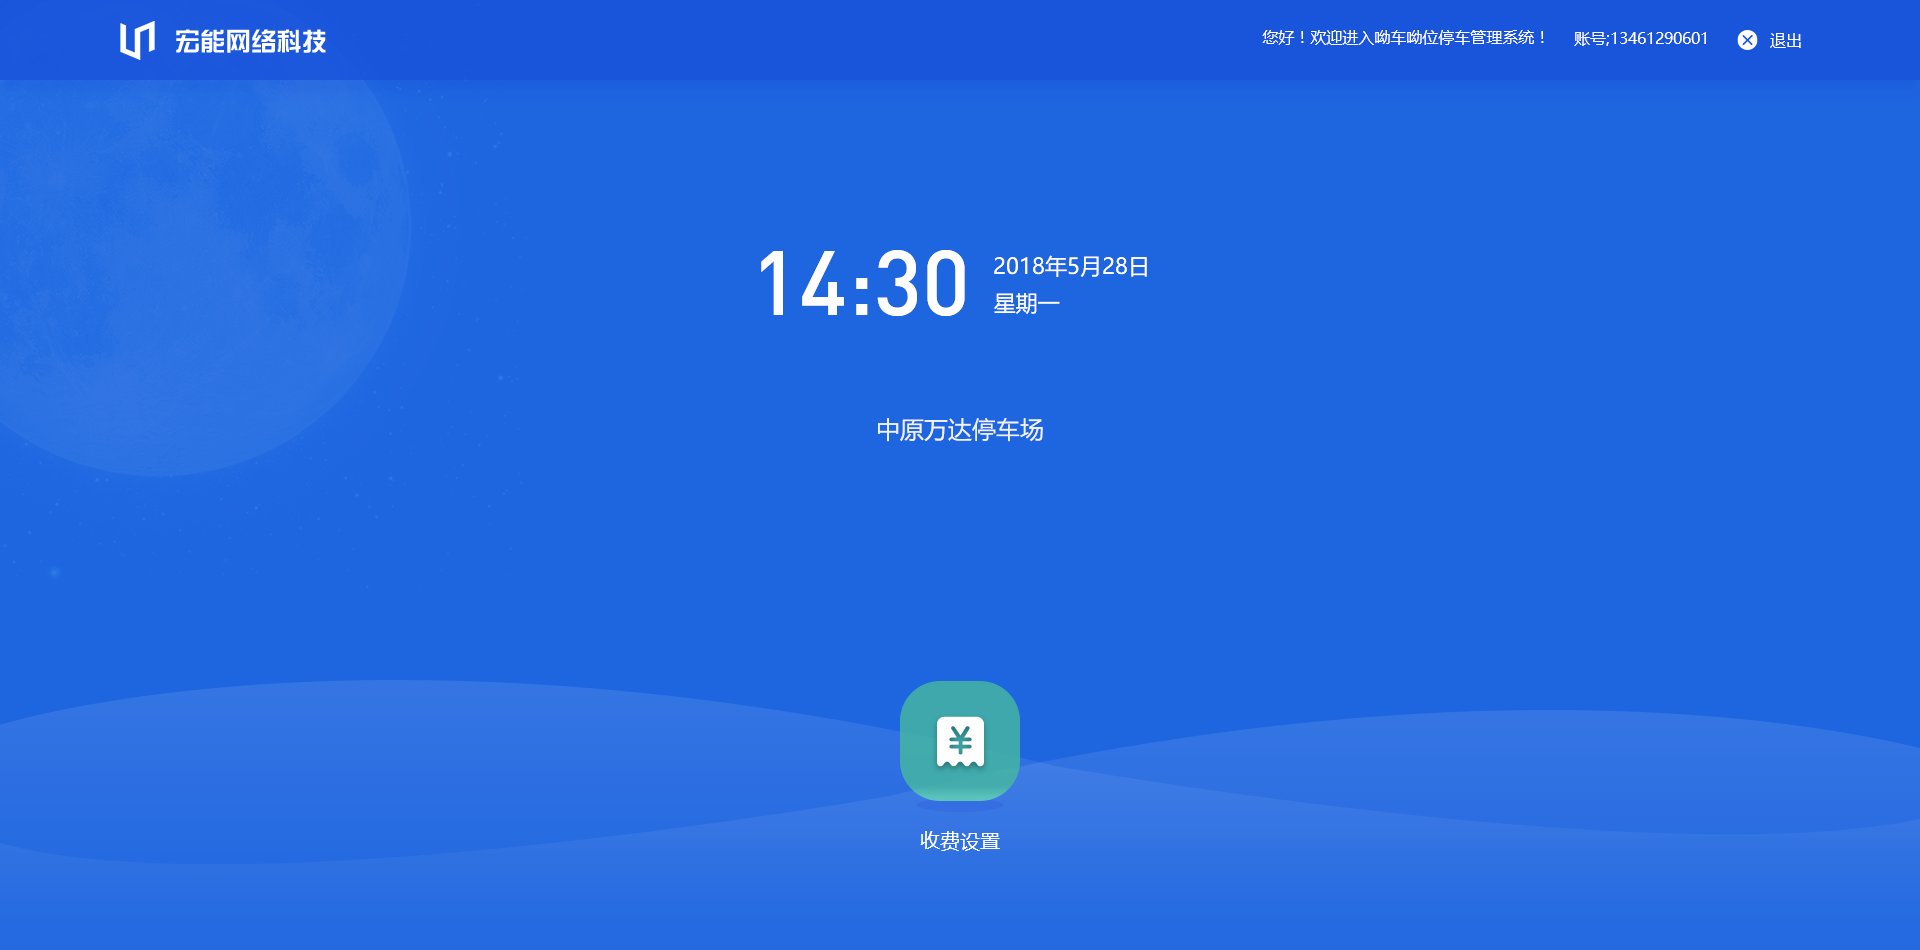 宏能网络科技
您好！欢迎进入呦车呦位停车管理系统！
账号;13461290601
退出
14:30
2018年5月28日
星期一
中原万达停车场
¥
收费设置